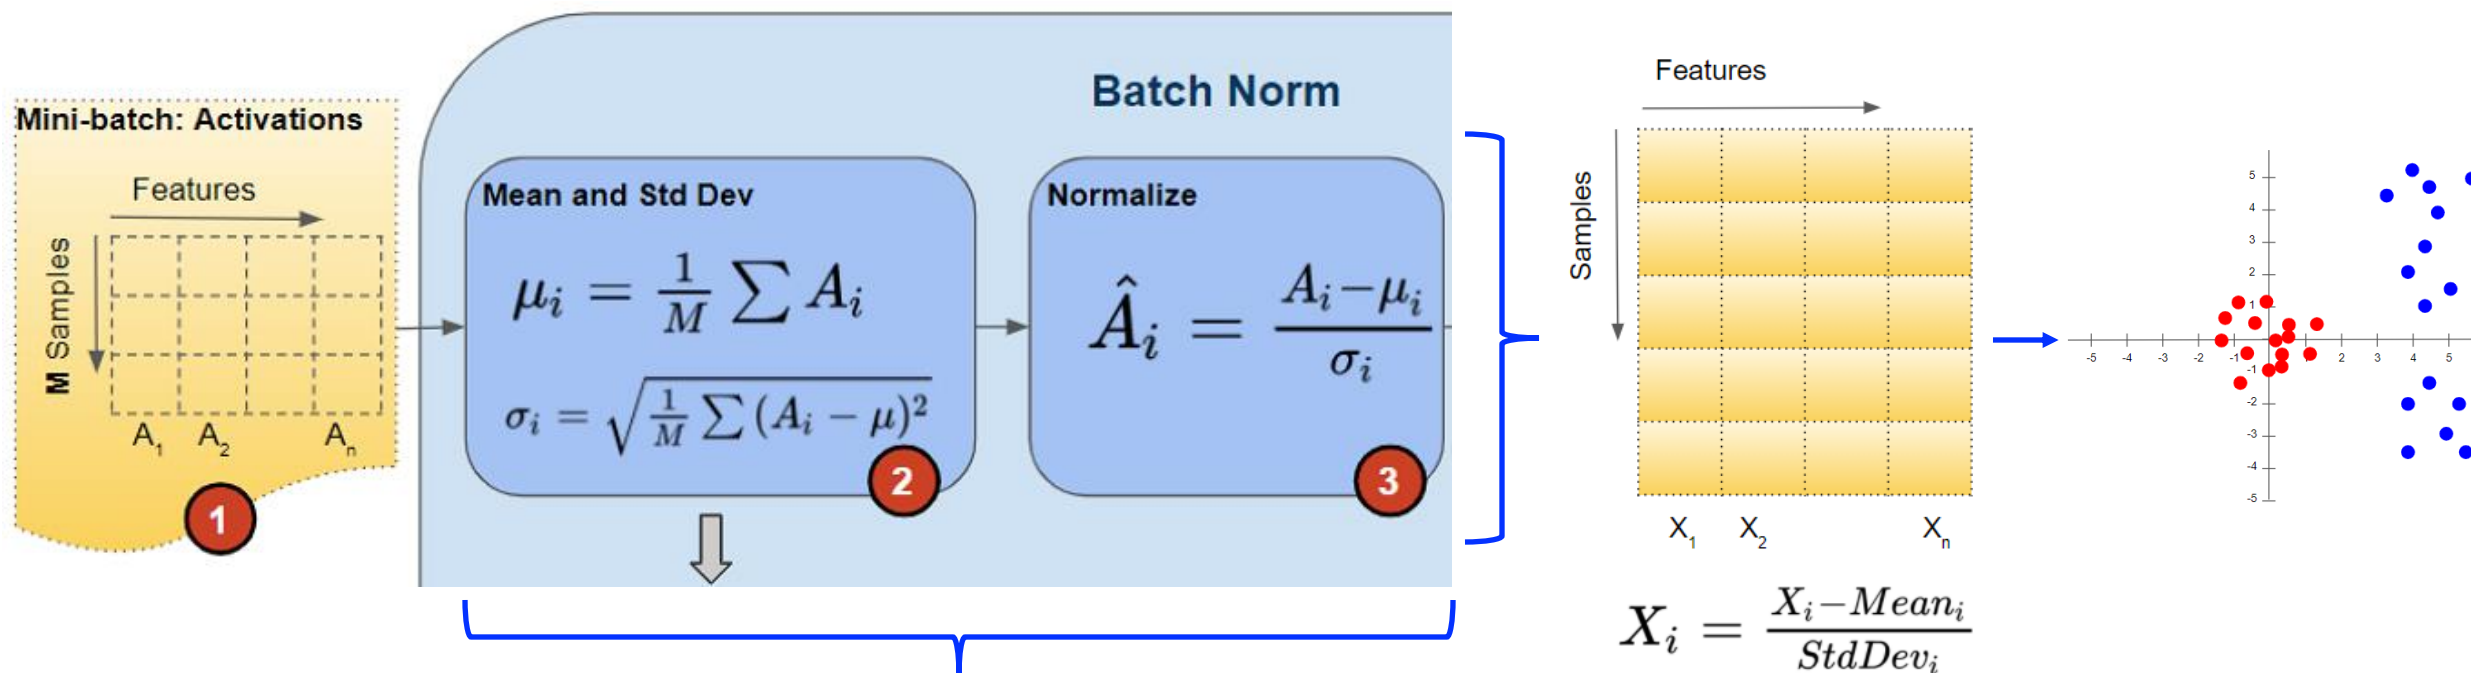 Mini-batch: Activations
Features
M Samples
A₁ A₂ Aₙ
1
Batch Norm
Mean and Std Dev
μᵢ = 1/M ∑ Aᵢ
σᵢ = √(1/M ∑ (Aᵢ − μ)²)
2
Normalize
Âᵢ = (Aᵢ−μᵢ)/σᵢ
3
Features
Samples
X₁ X₂ Xₙ
Xᵢ = (Xᵢ−Meanᵢ)/StdDevᵢ
5
4
3
2
1
-5 -4 -3 -2 -1 2 3 4 5
-1
-2
-3
-4
-5